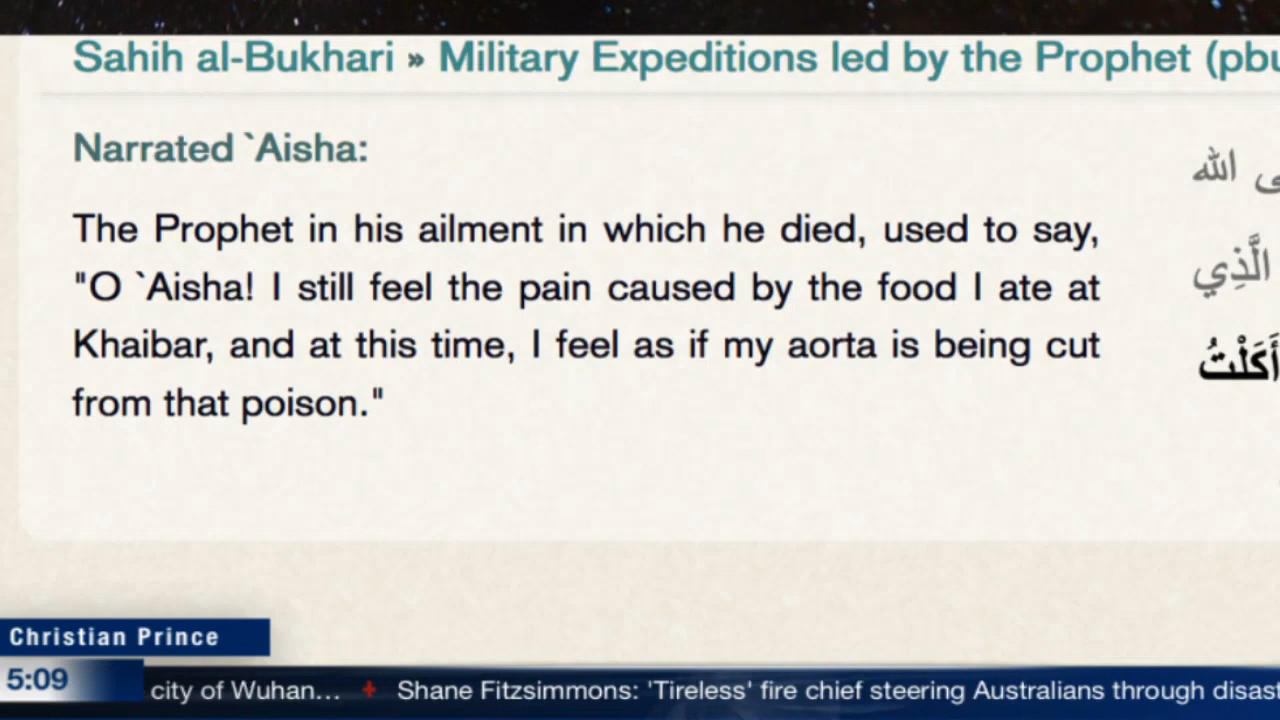 Sahih al-Bukhari » Military Expeditions led by the Prophet (pbu
Narrated `Aisha:
The Prophet in his ailment in which he died, used to say,
"O `Aisha! I still feel the pain caused by the food I ate at
Khaibar, and at this time, I feel as if my aorta is being cut
from that poison."
ى الله
الَّذِي
أَكَلْتُ
Christian Prince
5:09
city of Wuhan... + Shane Fitzsimmons: 'Tireless' fire chief steering Australians through disast